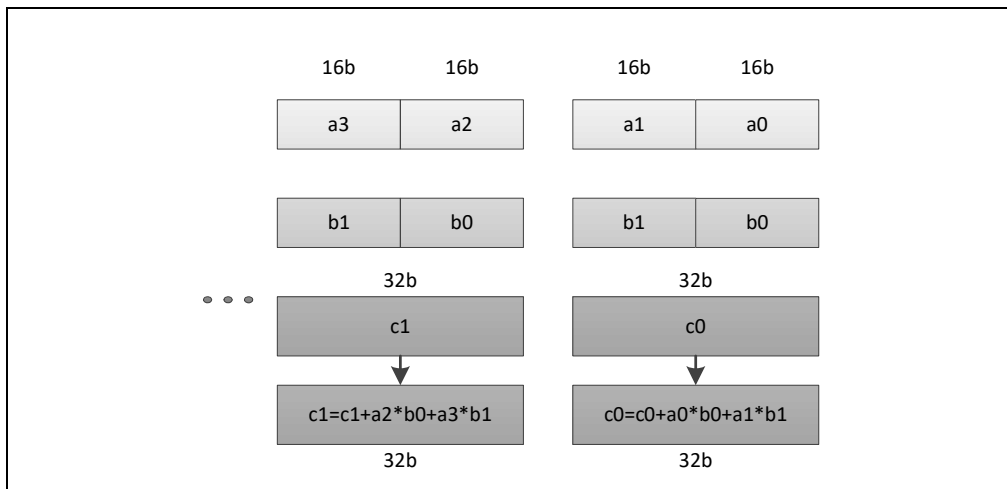 16b 16b 16b 16b
a3 a2 a1 a0
b1 b0 b1 b0
32b 32b
c1 c0
c1=c1+a2*b0+a3*b1 c0=c0+a0*b0+a1*b1
32b 32b